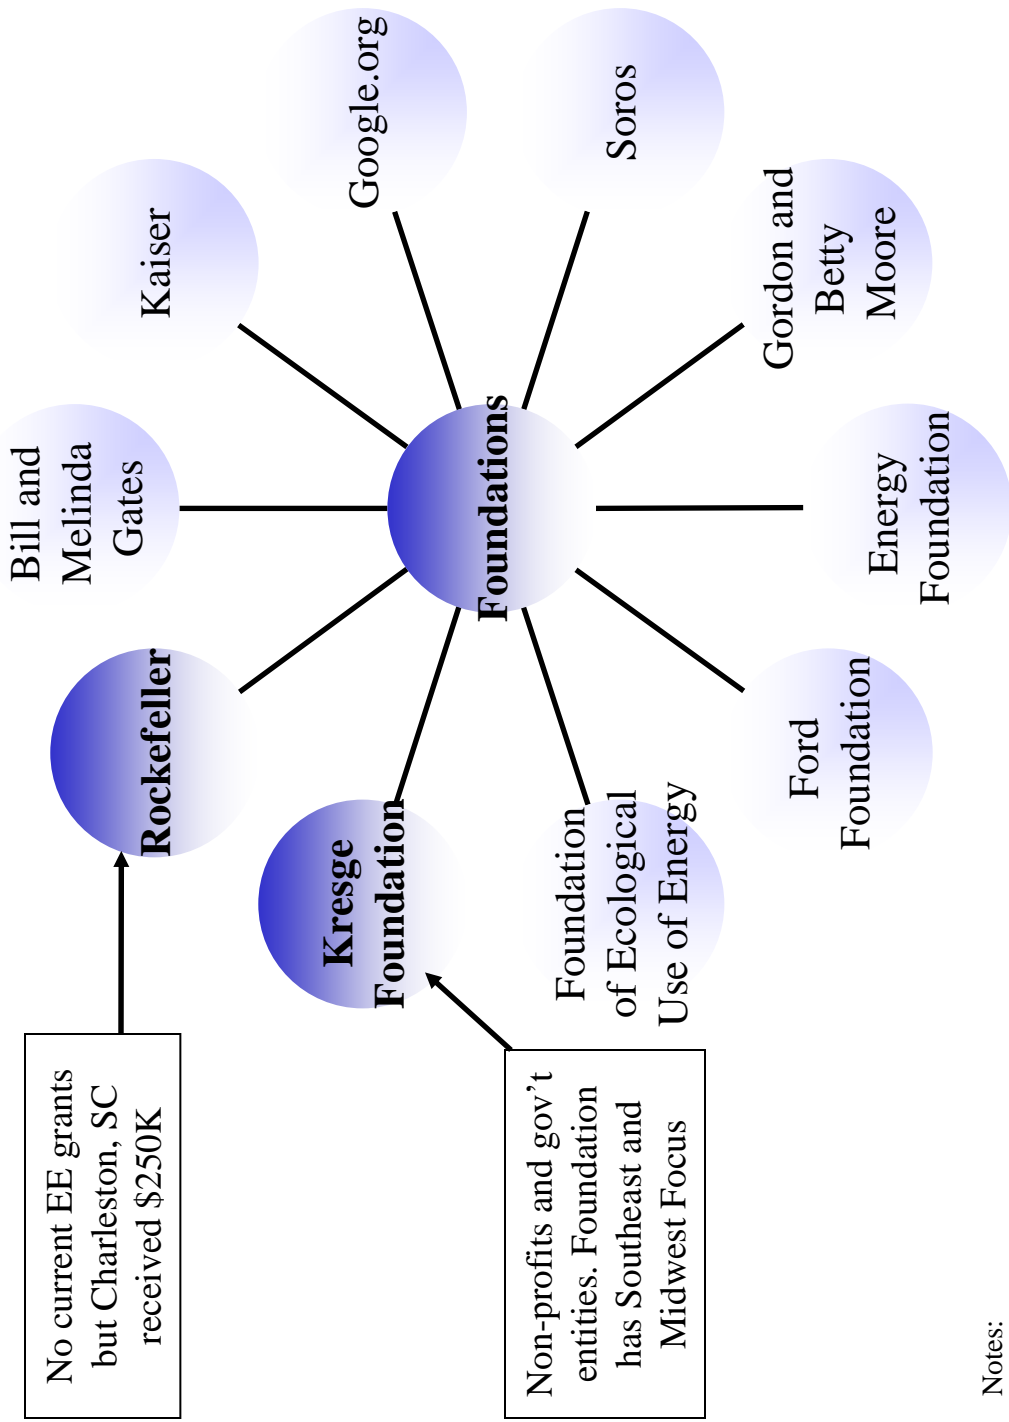 No current EE grants
but Charleston, SC
received $250K
Rockefeller
Bill and
Melinda
Gates
Kaiser
Google.org
Soros
Gordon and
Betty
Moore
Energy
Foundation
Ford
Foundation
Foundation
of Ecological
Use of Energy
Kresge
Foundation
Foundations
Non-profits and gov’t
entities. Foundation
has Southeast and
Midwest Focus
Notes: